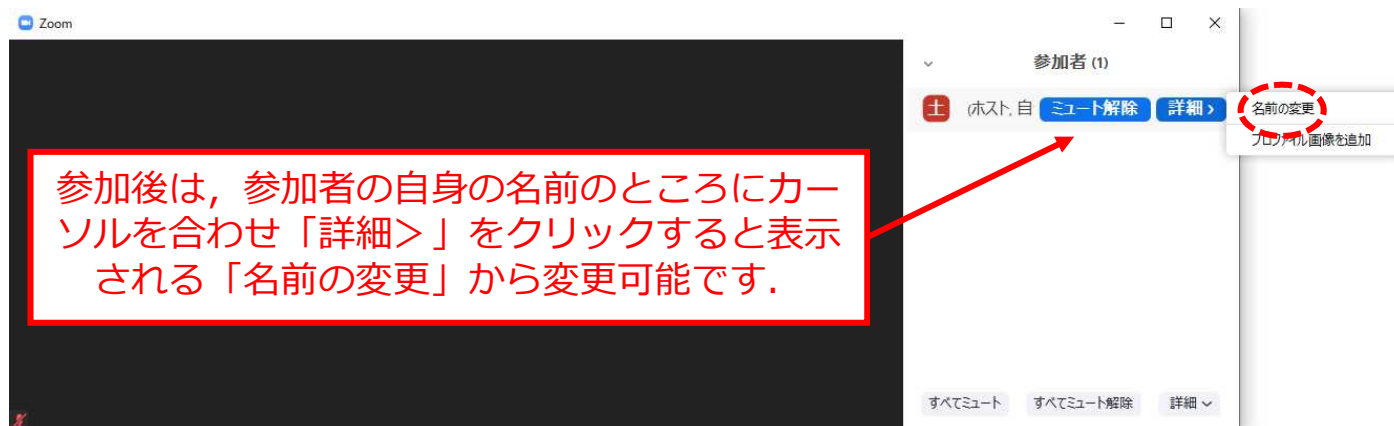 Zoom
参加者 (1)
土 (ホスト, 自 ミュート解除 詳細 >
名前の変更
プロファイル画像を追加
参加後は，参加者の自身の名前のところにカー
ソルを合わせ「詳細＞」をクリックすると表示
される「名前の変更」から変更可能です．
すべてミュート すべてミュート解除 詳細